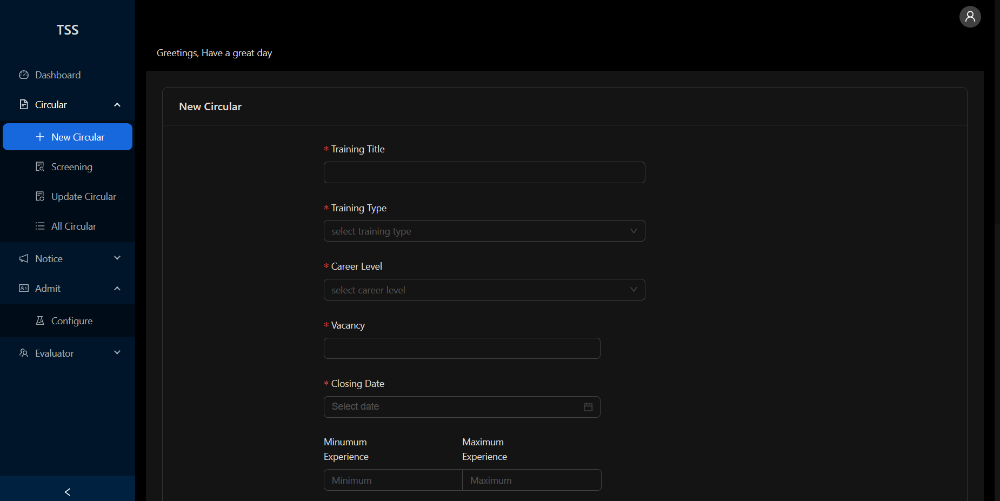 TSS
Dashboard
Circular
New Circular
Screening
Update Circular
All Circular
Notice
Admit
Configure
Evaluator
Greetings, Have a great day
New Circular
* Training Title
* Training Type
select training type
* Career Level
select career level
* Vacancy
* Closing Date
Select date
Minumum
Experience
Maximum
Experience
Minimum
Maximum